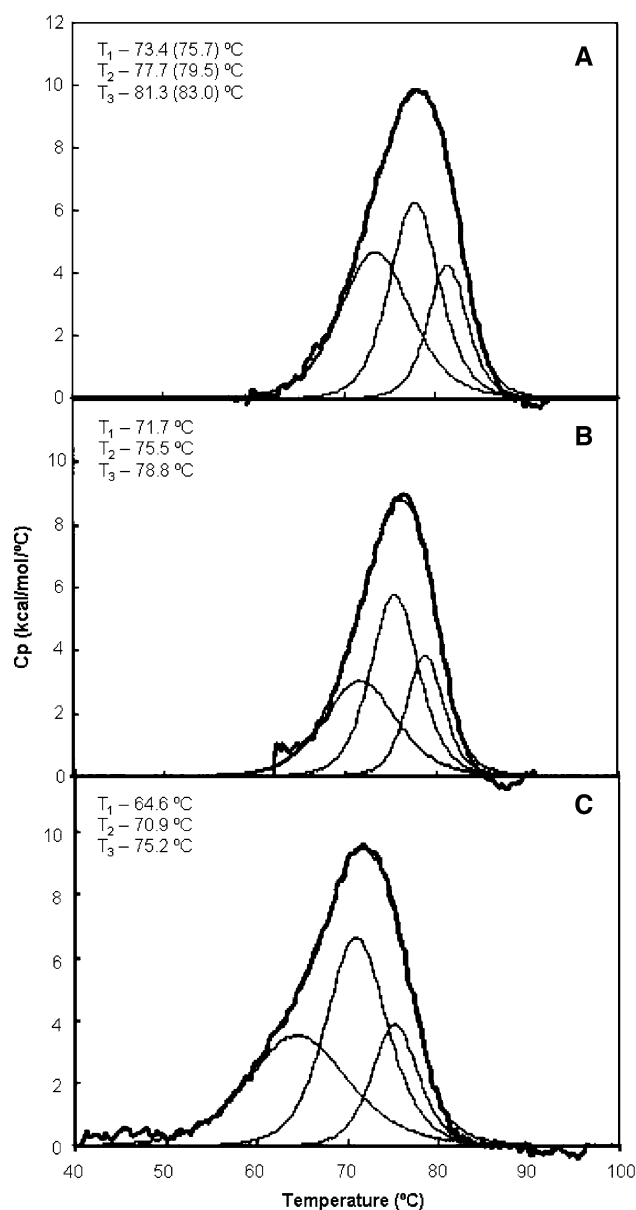 12
T₁ – 73.4 (75.7) ºC
A
T₂ – 77.7 (79.5) ºC
T₃ – 81.3 (83.0) ºC
10
8
6
4
2
0
T₁ – 71.7 ºC
B
T₂ – 75.5 ºC
T₃ – 78.8 ºC
10
8
6
4
2
0
Cp (kcal/mol/ºC)
T₁ – 64.6 ºC
C
T₂ – 70.9 ºC
T₃ – 75.2 ºC
10
8
6
4
2
0
40 50 60 70 80 90 100
Temperature (ºC)